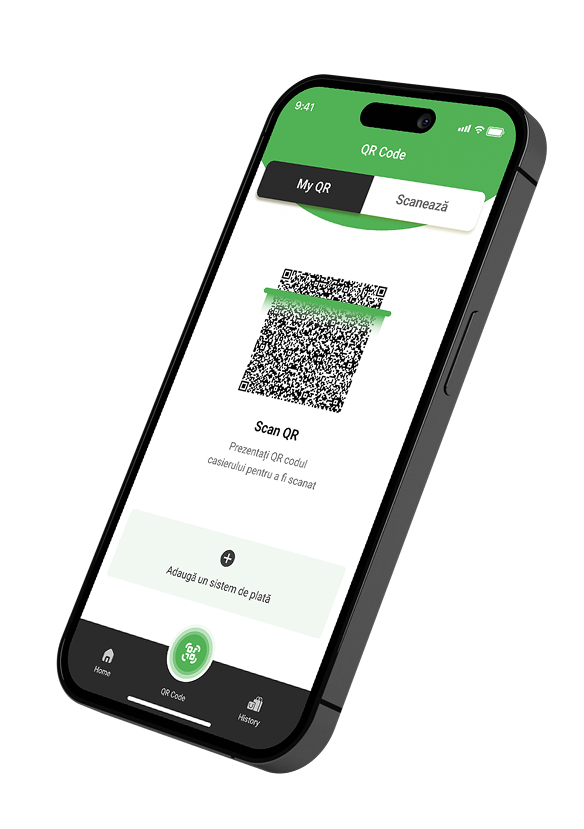 9:41
QR Code
My QR
Scanează
Scan QR
Prezentați QR codul
casierului pentru a fi scanat
Adaugă un sistem de plată
Home
QR Code
History